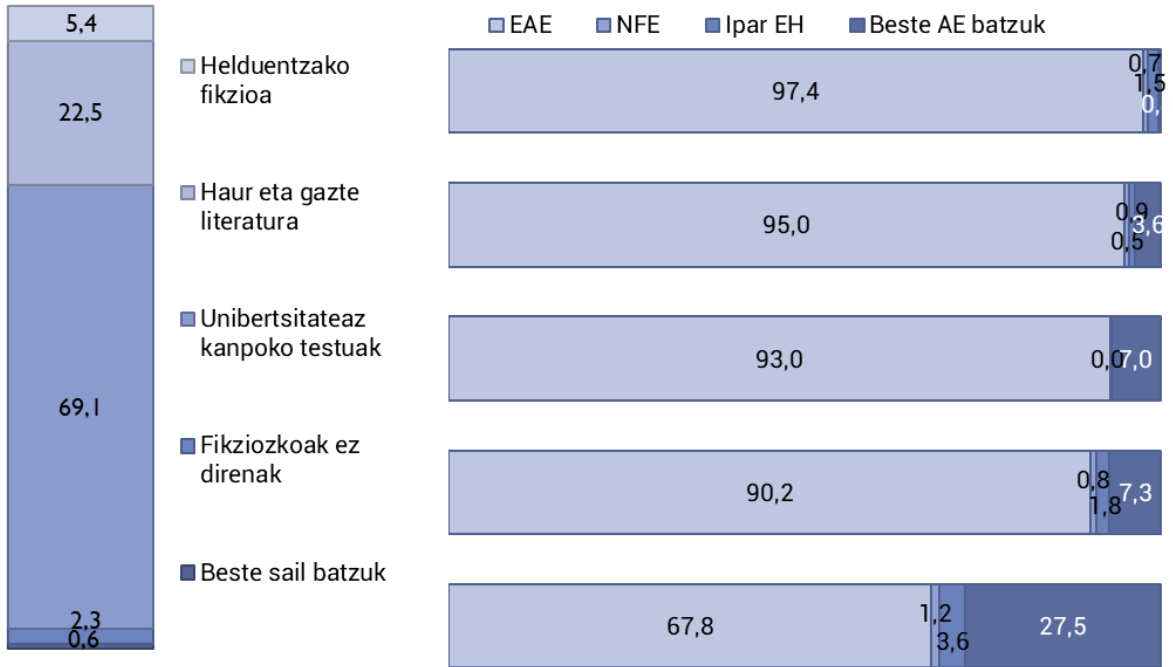 5,4
22,5
69,1
2,3
0,6
Helduentzako
fikzioa
Haur eta gazte
literatura
Unibertsitateaz
kanpoko testuak
Fikziozkoak ez
direnak
Beste sail batzuk
EAE NFE Ipar EH Beste AE batzuk
97,4 0,7 1,5
95,0 0,5 0,9 3,6
93,0 0,0 7,0
90,2 0,8 1,8 7,3
67,8 1,2 3,6 27,5